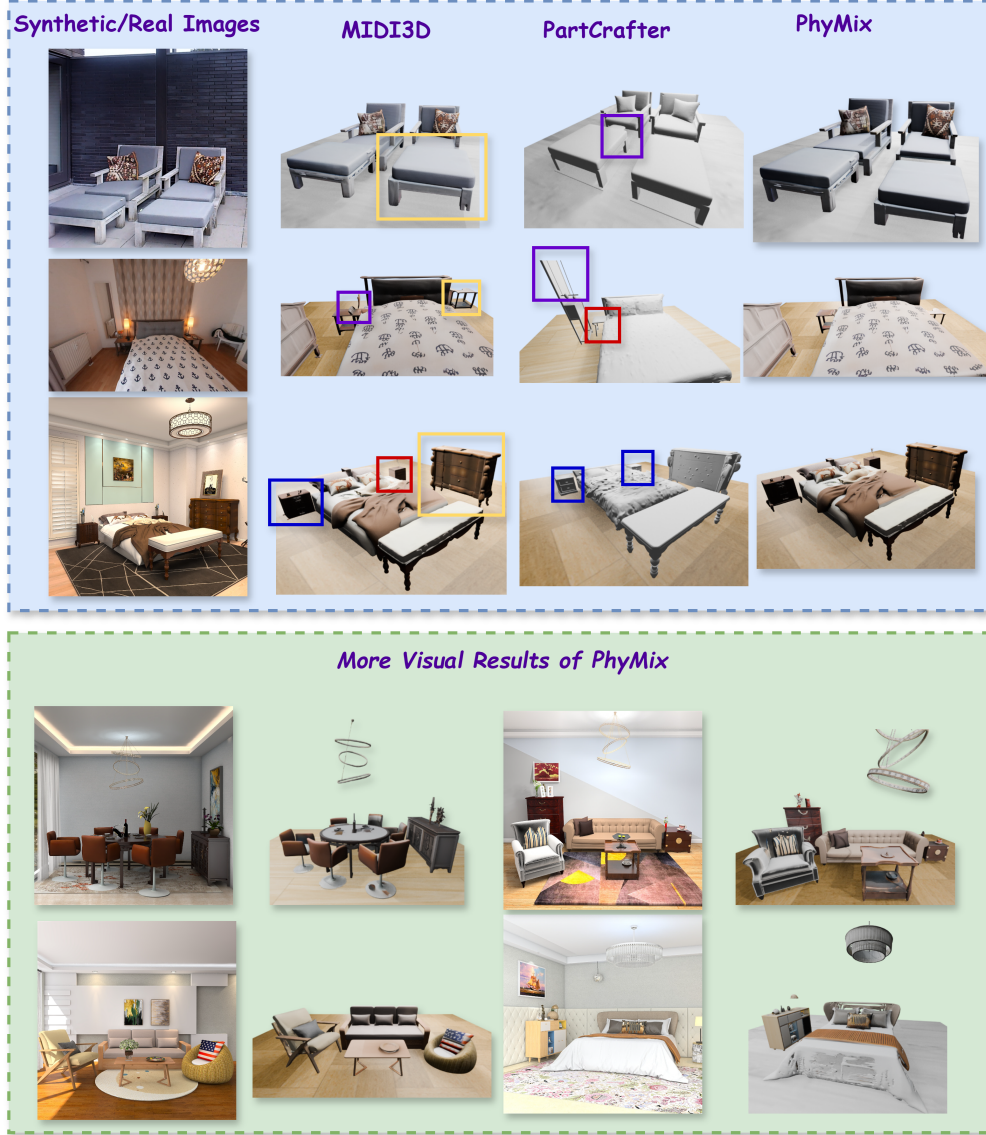 Synthetic/Real Images
MIDI3D
PartCrafter
PhyMix
More Visual Results of PhyMix